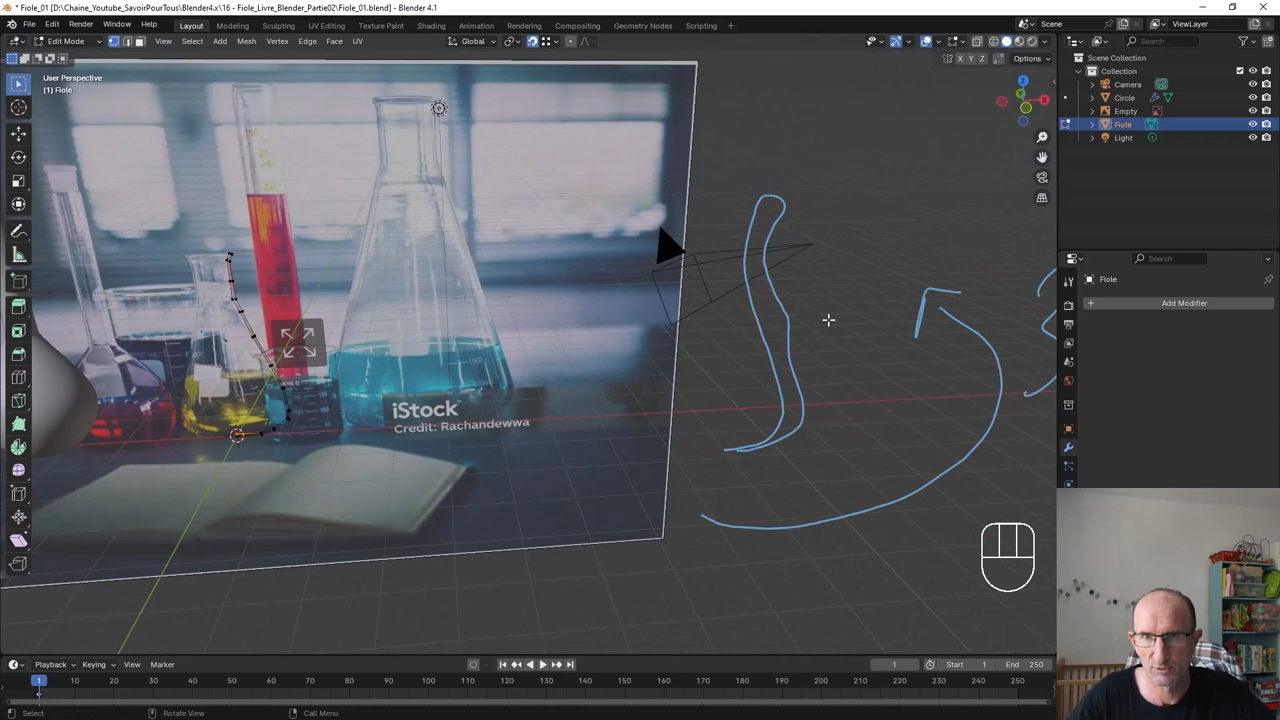 * Fiole_01 [D:\Chaine_Youtube_SavoirPourTous\Blender4.x\16 - Fiole_Livre_Blender_Partie02\Fiole_01.blend] - Blender 4.1
File Edit Render Window Help Layout Modeling Sculpting UV Editing Texture Paint Shading Animation Rendering Compositing Geometry Nodes Scripting + Scene ViewLayer
Edit Mode View Select Add Mesh Vertex Edge Face UV Global
X Y Z Options
User Perspective
(1) Fiole
Scene Collection
Collection
Camera
Circle
Empty
Fiole
Light
Z
X
Y
iStock
Credit: Rachandewwa
Fiole
+ Add Modifier
Playback Keying View Marker 1 Start 1 End 250
1 10 20 30 40 50 60 70 80 90 100 110 120 130 140 150 160 170 180 190 200 210 220 230 240 250
Select Rotate View Call Menu